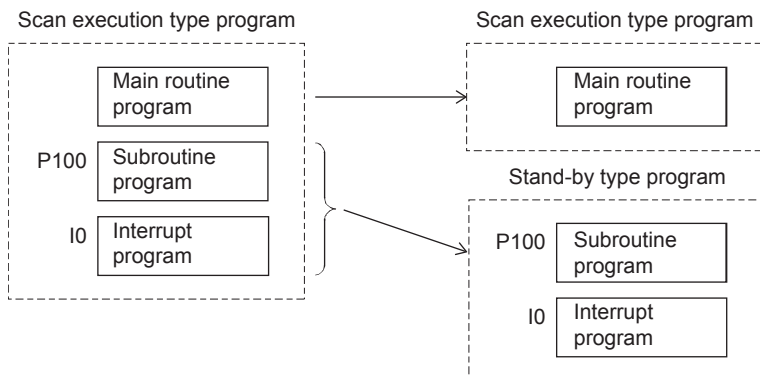 Scan execution type program
Main routine
program
P100
Subroutine
program
I0
Interrupt
program
Scan execution type program
Main routine
program
Stand-by type program
P100
Subroutine
program
I0
Interrupt
program